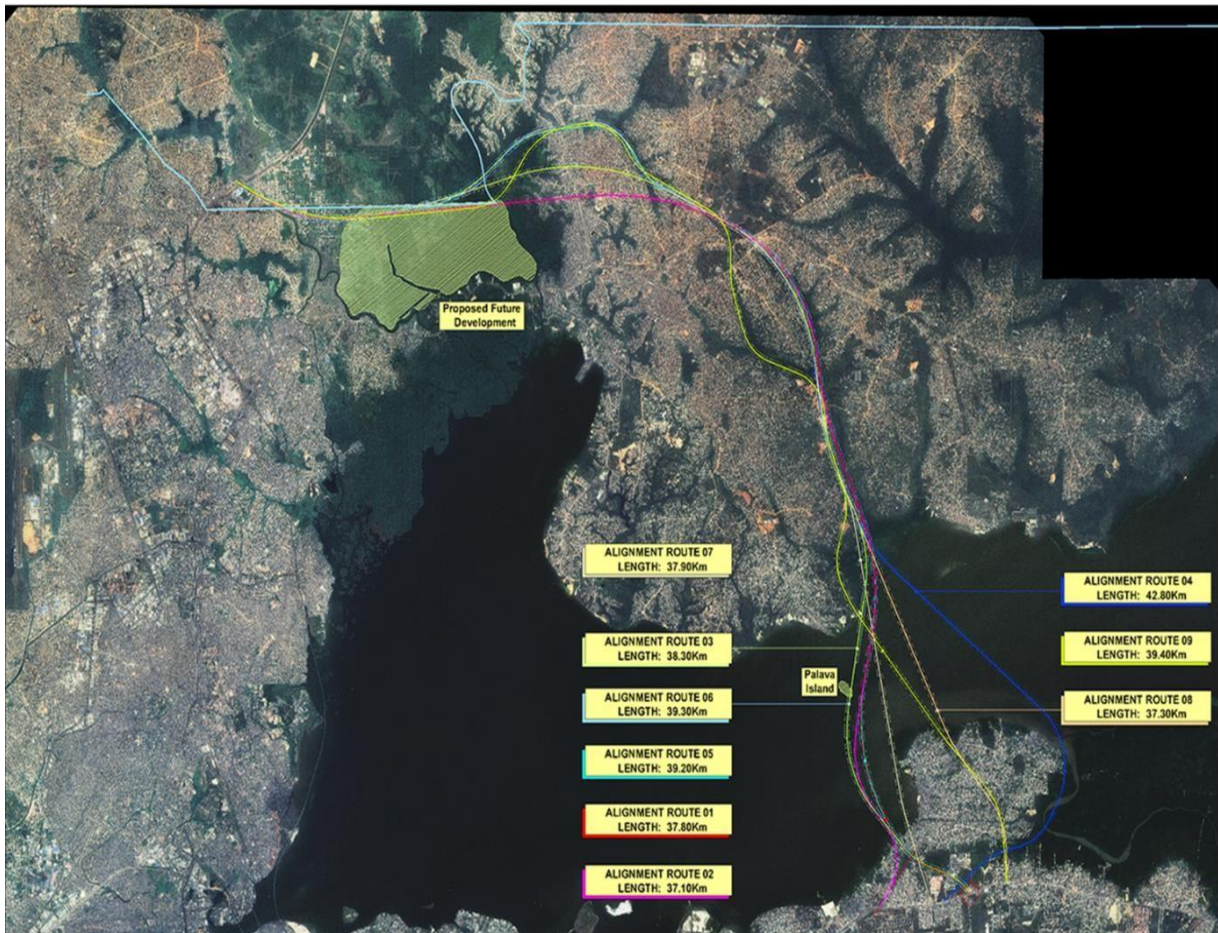 Proposed Future
Development
ALIGNMENT ROUTE 07
LENGTH: 37.90Km
ALIGNMENT ROUTE 03
LENGTH: 38.30Km
ALIGNMENT ROUTE 06
LENGTH: 39.30Km
ALIGNMENT ROUTE 05
LENGTH: 39.20Km
ALIGNMENT ROUTE 01
LENGTH: 37.80Km
ALIGNMENT ROUTE 02
LENGTH: 37.10Km
Palava
Island
ALIGNMENT ROUTE 04
LENGTH: 42.80Km
ALIGNMENT ROUTE 09
LENGTH: 39.40Km
ALIGNMENT ROUTE 08
LENGTH: 37.30Km